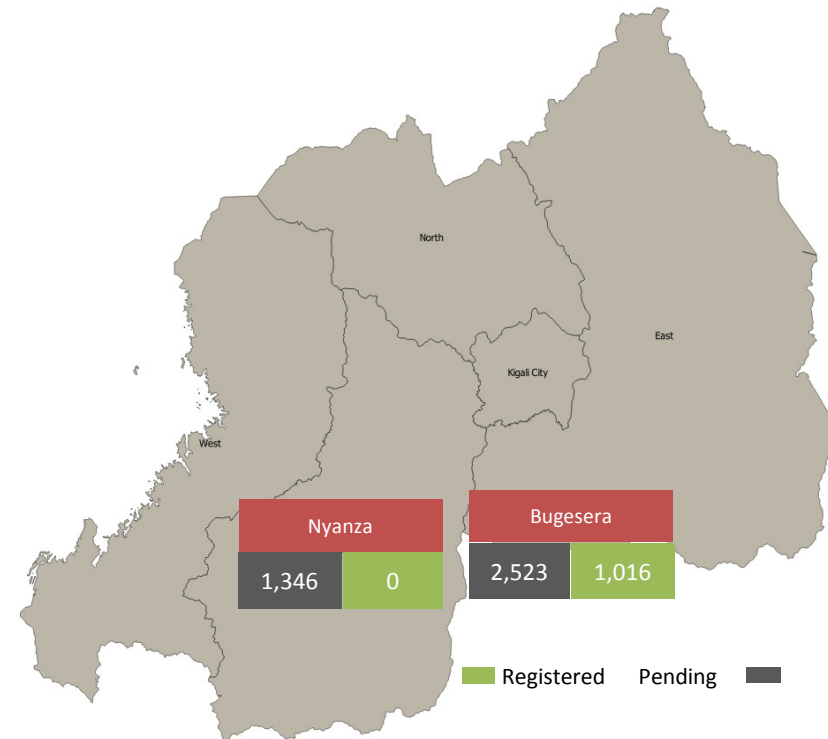 North
East
Kigali City
West
Nyanza
1,346 0
Bugesera
2,523 1,016
Registered Pending